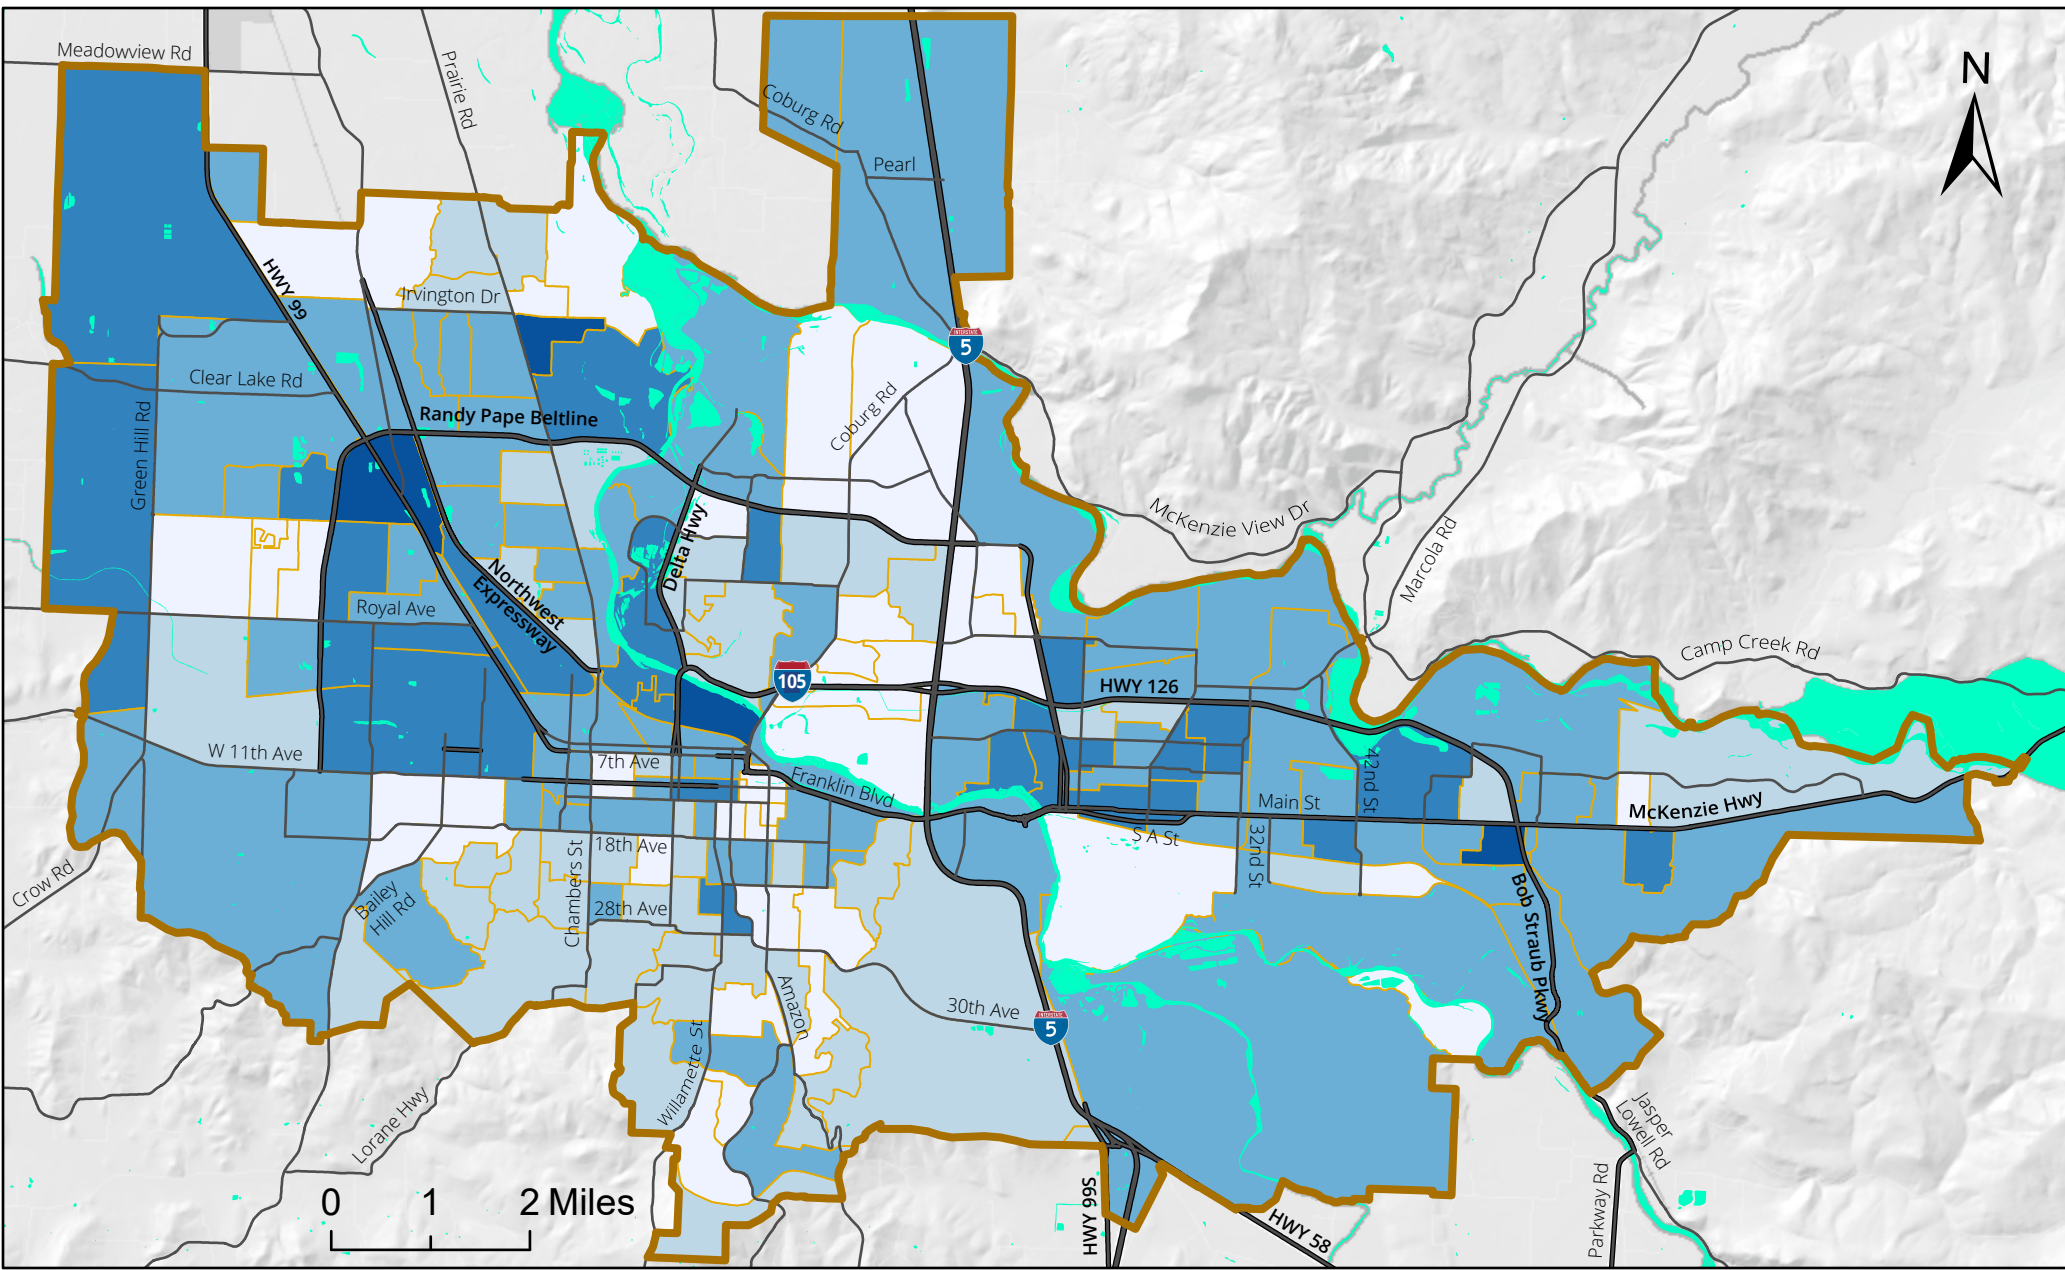 Meadowview Rd
Prairie Rd
Coburg Rd
Pearl
N
HWY 99
Irvington Dr
INTERSTATE
5
Clear Lake Rd
Green Hill Rd
Randy Pape Beltline
Coburg Rd
McKenzie View Dr
Marcola Rd
Delta Hwy
Northwest
Expressway
Royal Ave
Camp Creek Rd
105
HWY 126
W 11th Ave
7th Ave
Franklin Blvd
42nd St
Main St
McKenzie Hwy
S A St
32nd St
18th Ave
Chambers St
Crow Rd
Bailey
Hill Rd
28th Ave
Bob Straub Pkwy
Amazon
30th Ave
INTERSTATE
5
Willamette St
Lorane Hwy
Jasper
Lowell Rd
Parkway Rd
HWY 99S
HWY 58
0 1 2 Miles